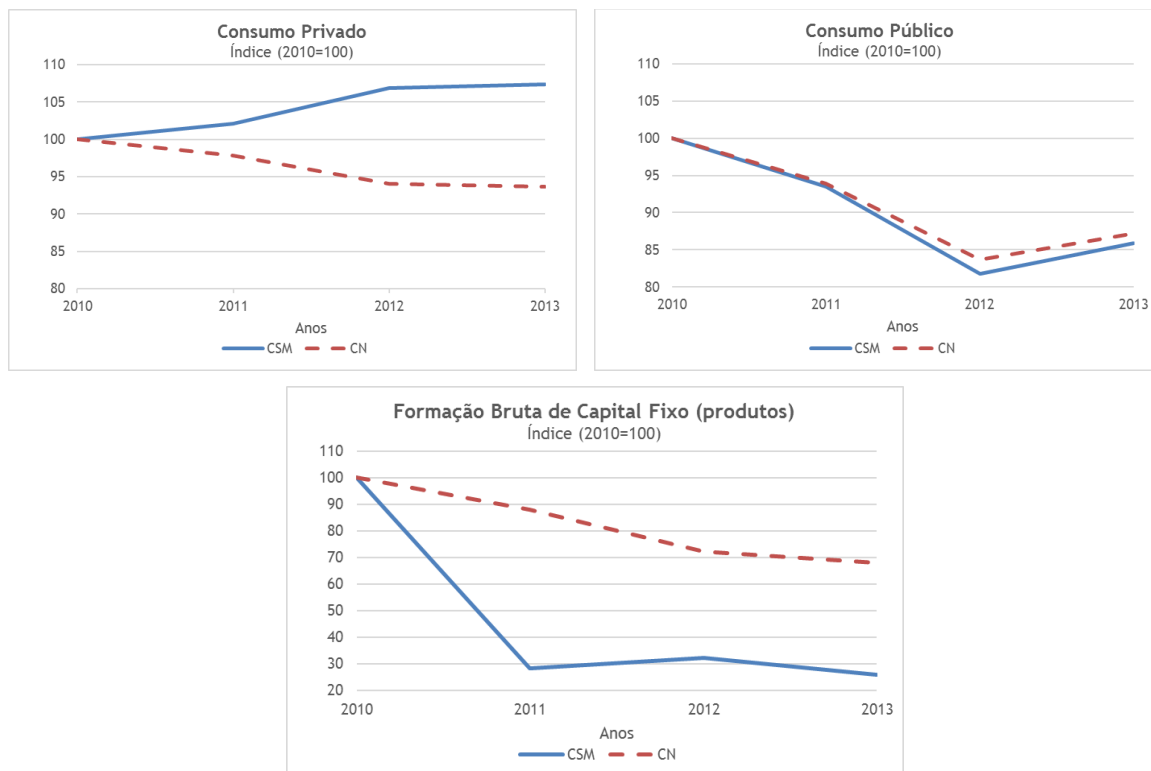 Consumo Privado
Índice (2010=100)
110
105
100
95
90
85
80
2010 2011 2012 2013
Anos
CSM CN
Consumo Público
Índice (2010=100)
110
105
100
95
90
85
80
2010 2011 2012 2013
Anos
CSM CN
Formação Bruta de Capital Fixo (produtos)
Índice (2010=100)
110
100
90
80
70
60
50
40
30
20
2010 2011 2012 2013
Anos
CSM CN